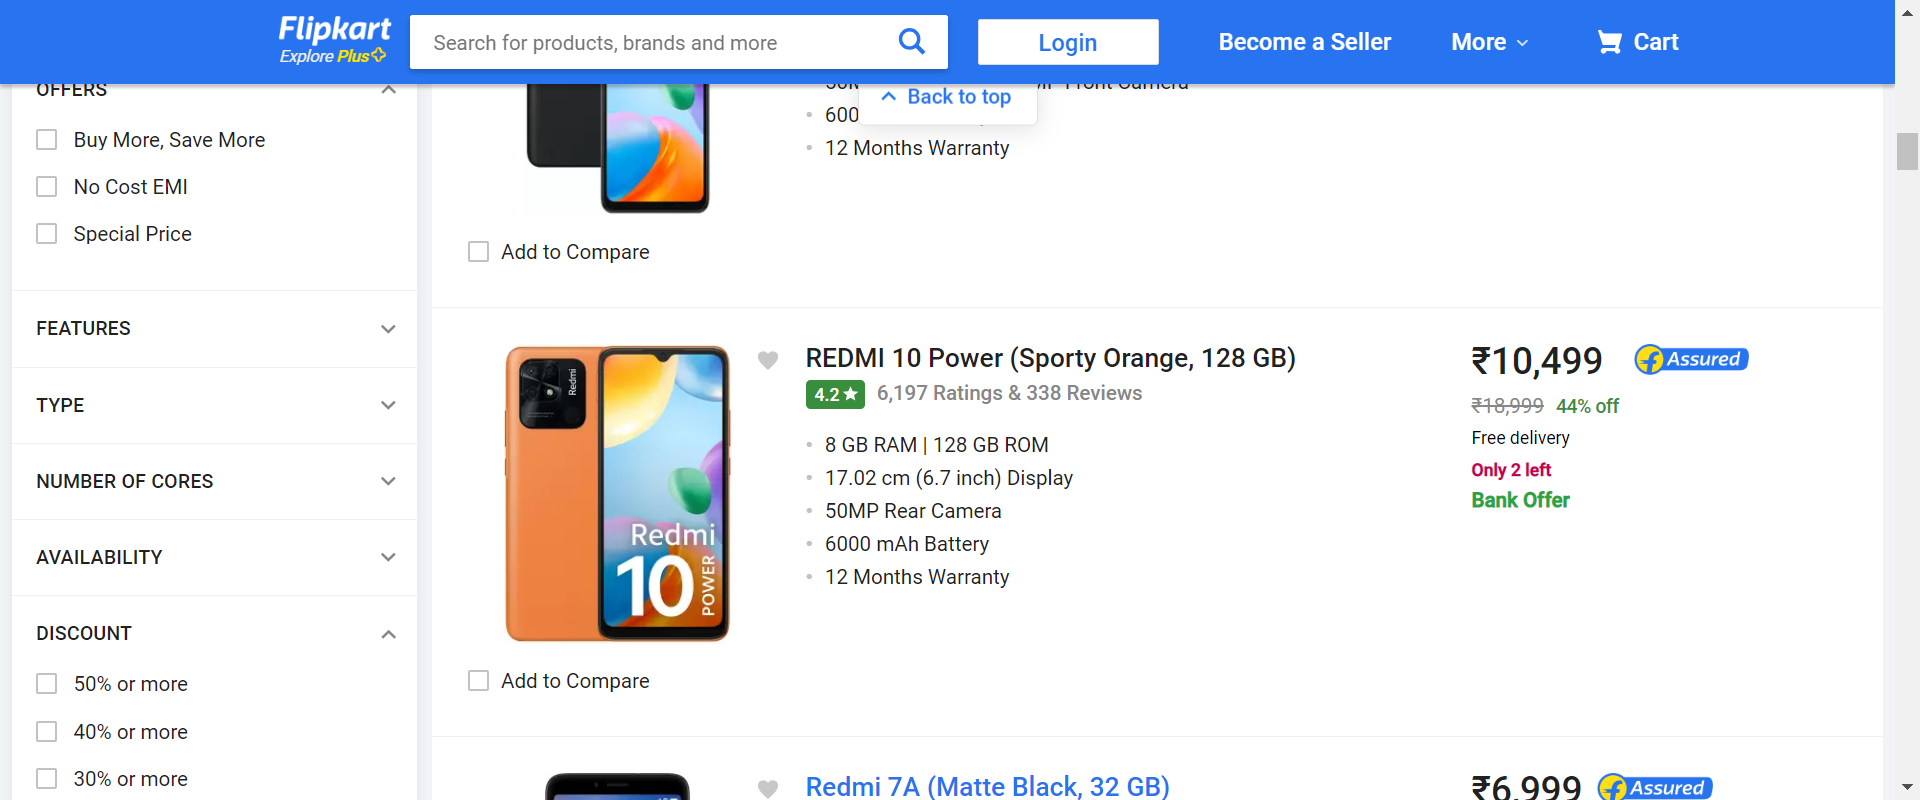 Flipkart
Explore Plus
Search for products, brands and more
Login
Become a Seller
More
Cart
OFFERS
Buy More, Save More
No Cost EMI
Special Price
FEATURES
TYPE
NUMBER OF CORES
AVAILABILITY
DISCOUNT
50% or more
40% or more
30% or more
Front Camera
Back to top
600
12 Months Warranty
Add to Compare
Redmi
Redmi
10
POWER
REDMI 10 Power (Sporty Orange, 128 GB)
4.2 ★ 6,197 Ratings & 338 Reviews
8 GB RAM | 128 GB ROM
17.02 cm (6.7 inch) Display
50MP Rear Camera
6000 mAh Battery
12 Months Warranty
₹10,499
Assured
₹18,999 44% off
Free delivery
Only 2 left
Bank Offer
Add to Compare
Redmi 7A (Matte Black, 32 GB)
₹6,999
Assured